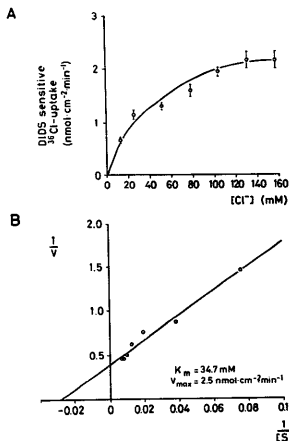 A
DIDS sensitive
³⁶Cl-uptake
(nmol·cm⁻²·min⁻¹)
3
2
1
0
0 20 40 60 80 100 120 140 160
[Cl⁻] (mM)
B
1
V
2.0
1.5
1.0
0.5
Km = 34.7 mM
Vmax = 2.5 nmol·cm⁻²min⁻¹
-0.02 0 0.02 0.04 0.06 0.08 0.1
1
[S